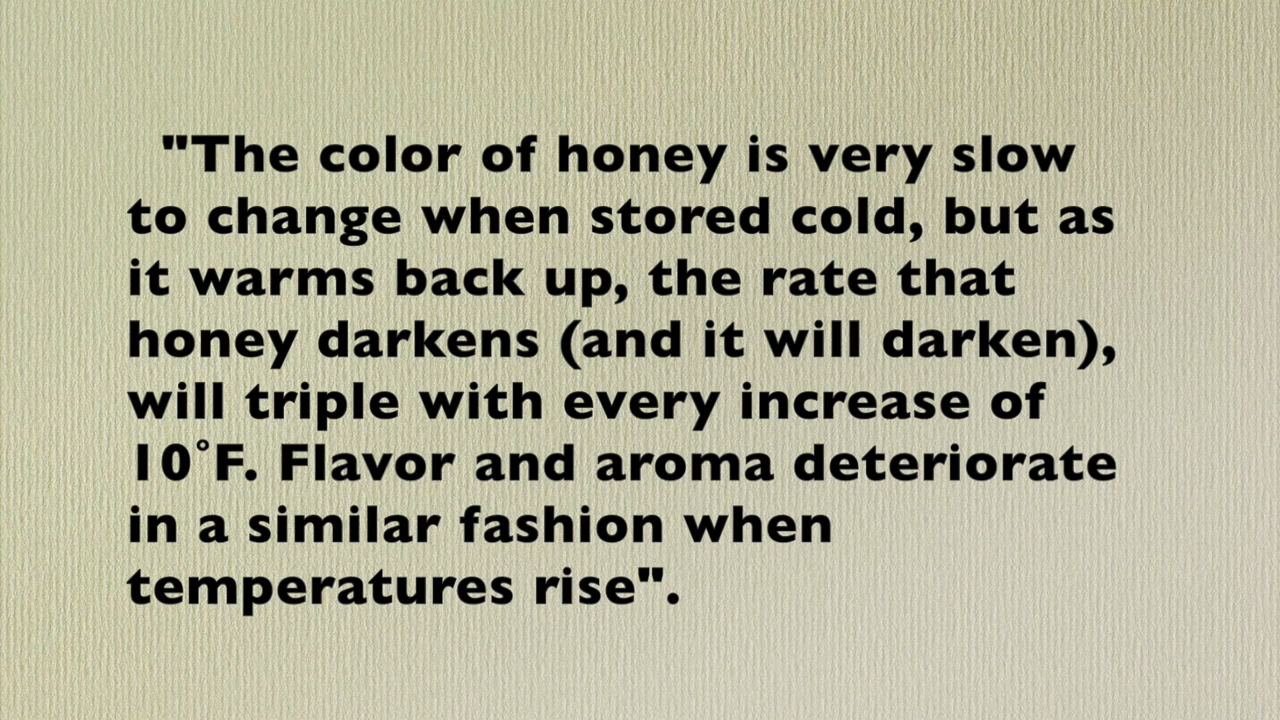 "The color of honey is very slow
to change when stored cold, but as
it warms back up, the rate that
honey darkens (and it will darken),
will triple with every increase of
10˚F. Flavor and aroma deteriorate
in a similar fashion when
temperatures rise".